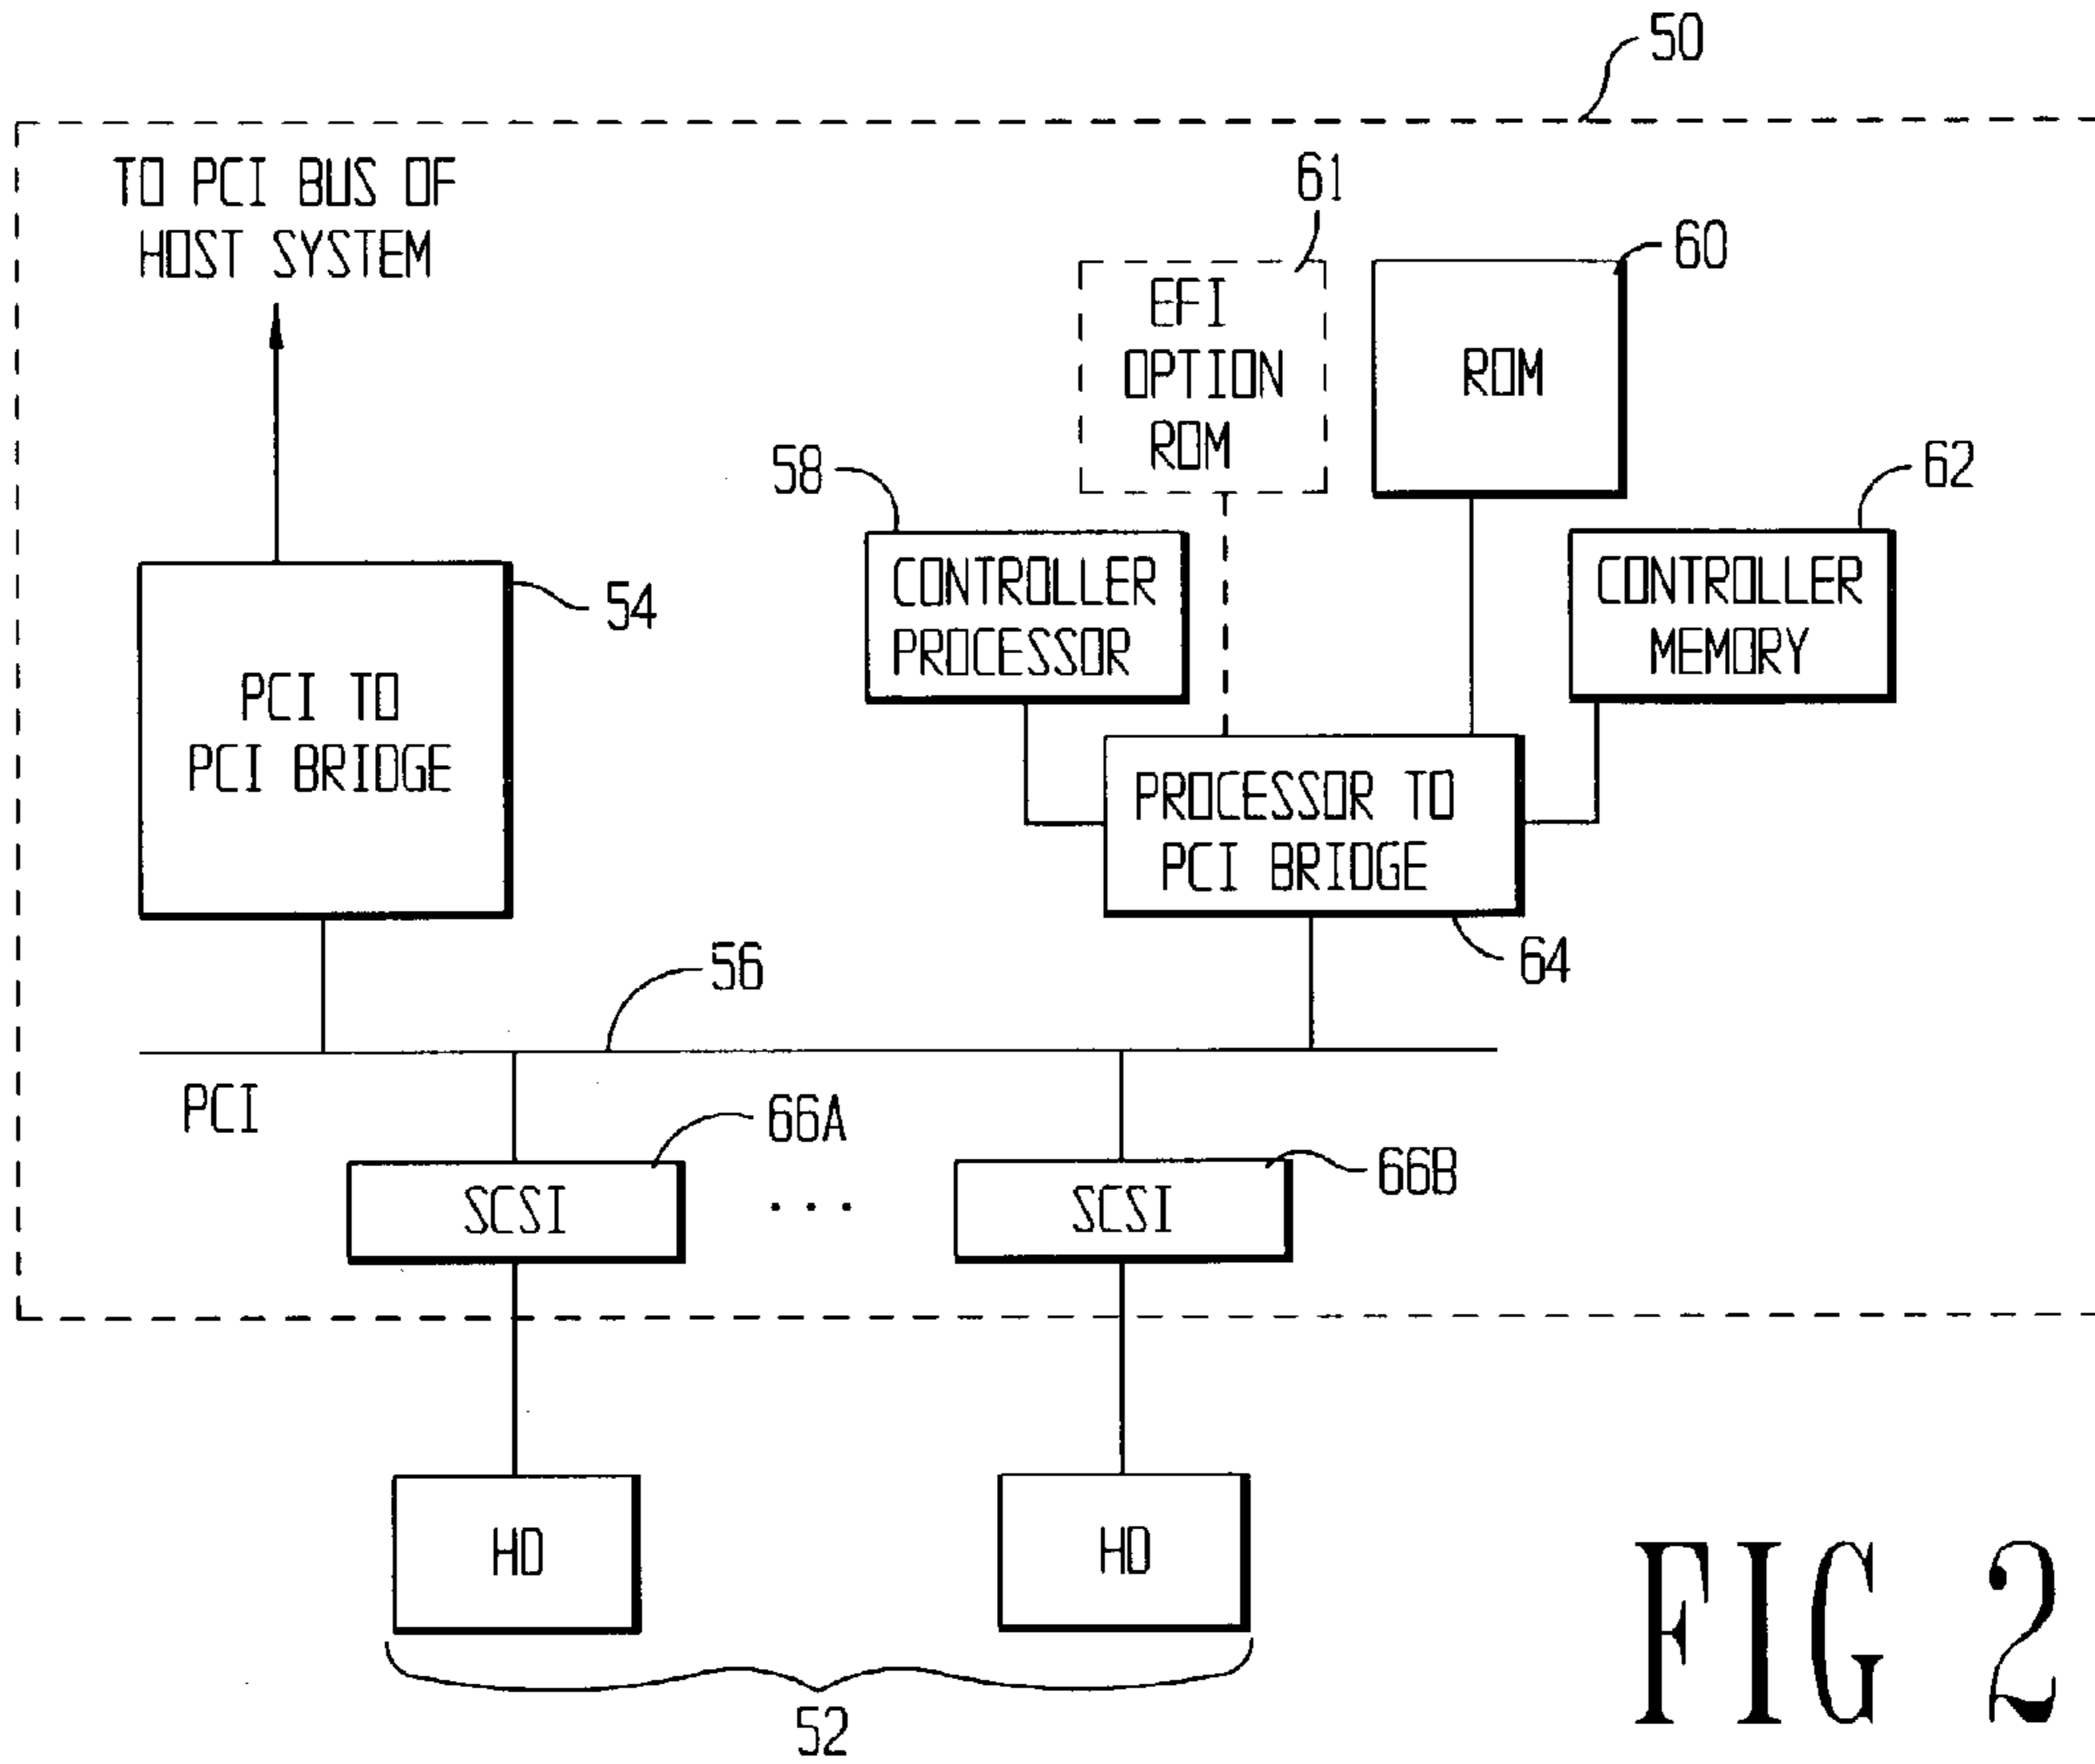 50
TO PCI BUS OF
HOST SYSTEM
61
60
EFI
OPTION
ROM
ROM
58
62
CONTROLLER
PROCESSOR
CONTROLLER
MEMORY
54
PCI TO
PCI BRIDGE
PROCESSOR TO
PCI BRIDGE
64
56
PCI
66A
66B
SCSI
...
SCSI
HD
HD
52
FIG 2